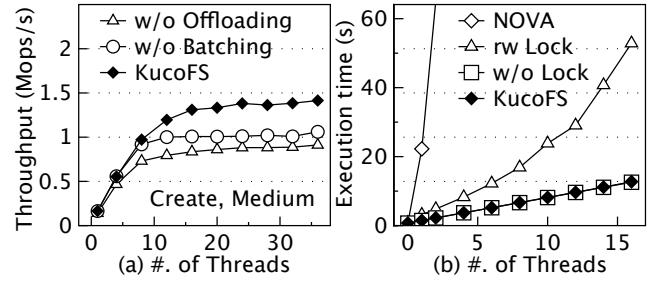 (a)
w/o Offloading
w/o Batching
KucoFS
Throughput (Mops/s)
2
1.5
1
0.5
0
Create, Medium
0 10 20 30
(a) #. of Threads
(b)
NOVA
rw Lock
w/o Lock
KucoFS
Execution time (s)
60
40
20
0
0 5 10 15
(b) #. of Threads